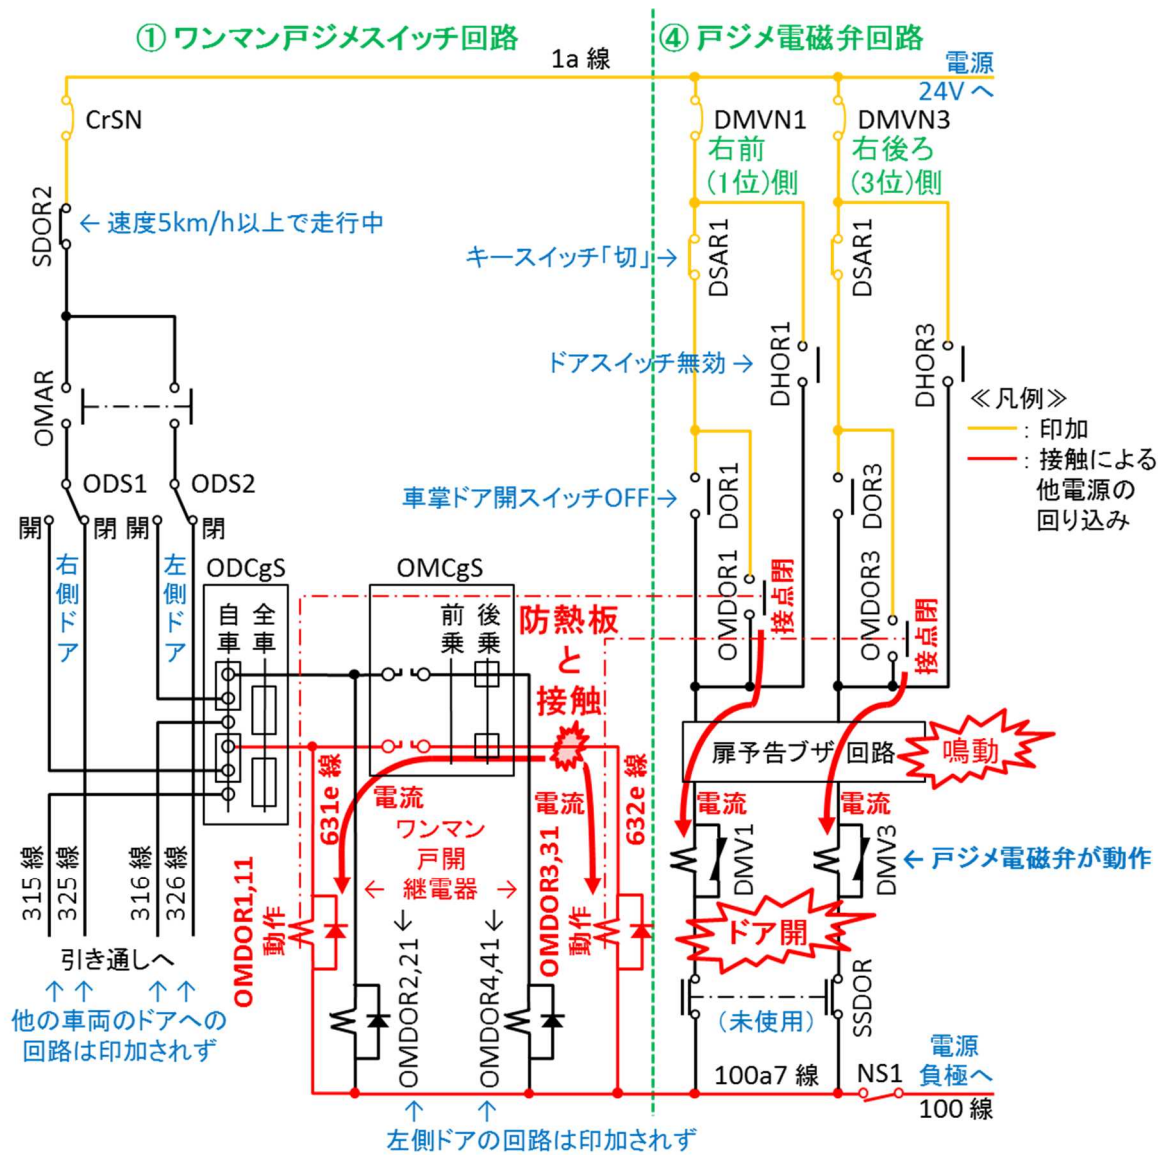 ① ワンマン戸ジメスイッチ回路
④ 戸ジメ電磁弁回路
1a 線
電源
24V へ
CrSN
DMVN1
DMVN3
右前
(1位)側
右後ろ
(3位)側
SDOR2
← 速度5km/h以上で走行中
キースイッチ「切」→
DSAR1
DSAR1
ドアスイッチ無効 →
DHOR1
DHOR3
≪凡例≫
: 印加
: 接触による
他電源の
回り込み
OMAR
ODS1
ODS2
開
閉
開
閉
車掌ドア開スイッチOFF →
DOR1
DOR3
右側ドア
左側ドア
ODCgS
OMCgS
自車
全車
前乗
後乗
防熱板
と
接触
OMDOR1
接点閉
OMDOR3
接点閉
扉予告ブザ 回路
鳴動
631e 線
電流
電流
632e 線
電流
電流
ワンマン
戸開
← 継電器 →
DMV1
DMV3
← 戸ジメ電磁弁が動作
315 線
325 線
316 線
326 線
引き通しへ
↑ ↑ ↑ ↑
他の車両のドアへの
回路は印加されず
OMDOR1,11
動作
OMDOR2,21 →
OMDOR4,41 →
OMDOR3,31
動作
ドア開
(未使用)
SSDOR
100a7 線
NS1
電源
負極へ
100 線
↑ ↑
左側ドアの回路は印加されず